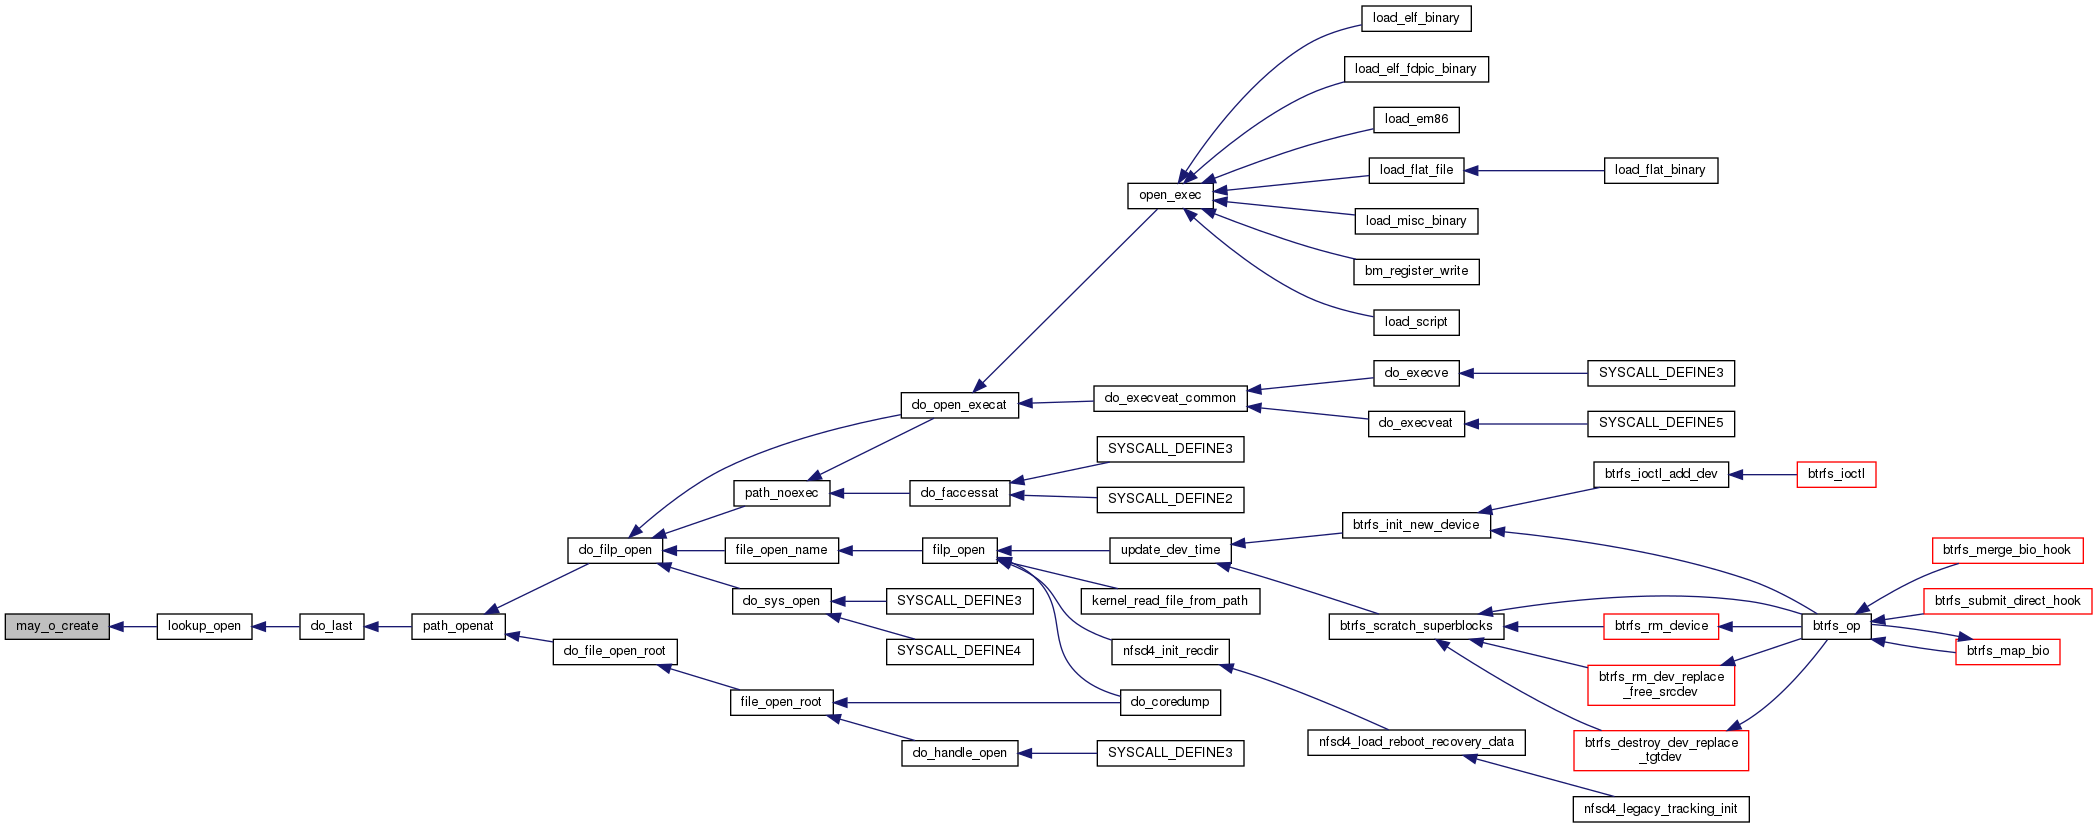 load_elf_binary
load_elf_fdpic_binary
load_em86
load_flat_file
load_flat_binary
open_exec
load_misc_binary
bm_register_write
load_script
do_execve
SYSCALL_DEFINE3
do_open_execat
do_execveat_common
do_execveat
SYSCALL_DEFINE5
SYSCALL_DEFINE3
btrfs_ioctl_add_dev
btrfs_ioctl
path_noexec
do_faccessat
SYSCALL_DEFINE2
btrfs_init_new_device
do_filp_open
file_open_name
filp_open
update_dev_time
btrfs_merge_bio_hook
do_sys_open
SYSCALL_DEFINE3
kernel_read_file_from_path
btrfs_submit_direct_hook
may_o_create
lookup_open
do_last
path_openat
btrfs_scratch_superblocks
btrfs_rm_device
btrfs_op
do_file_open_root
SYSCALL_DEFINE4
nfsd4_init_recdir
btrfs_map_bio
btrfs_rm_dev_replace
_free_srcdev
file_open_root
do_coredump
nfsd4_load_reboot_recovery_data
btrfs_destroy_dev_replace
_tgtdev
do_handle_open
SYSCALL_DEFINE3
nfsd4_legacy_tracking_init